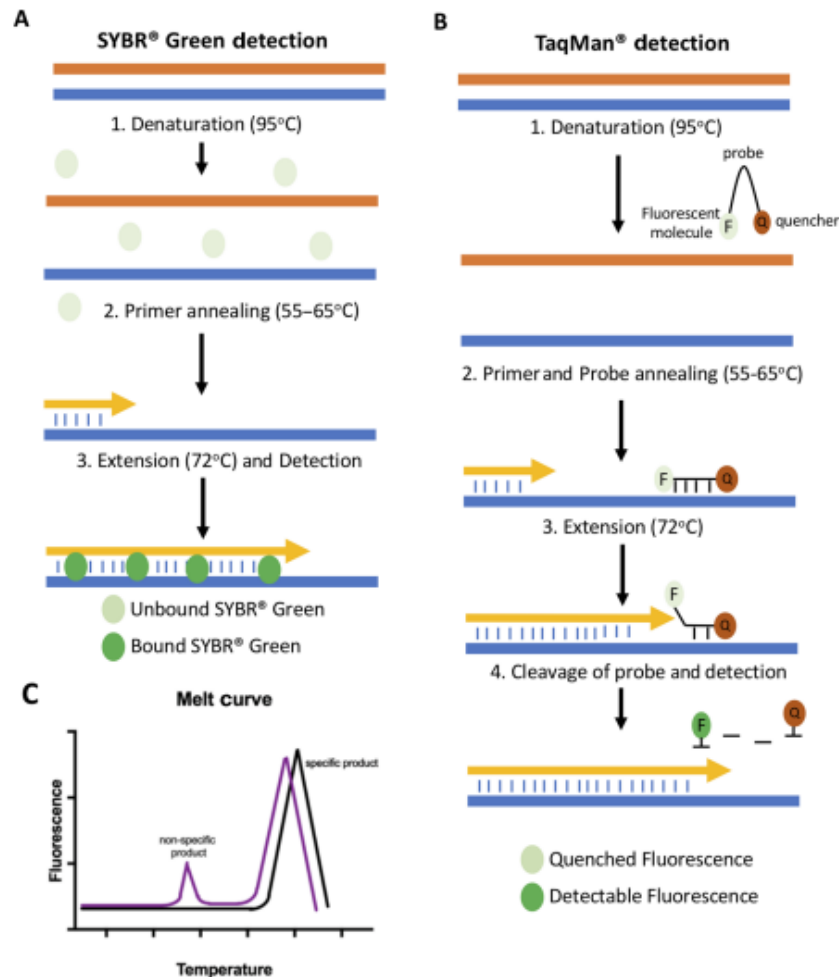 A
SYBR® Green detection
1. Denaturation (95°C)
2. Primer annealing (55–65°C)
3. Extension (72°C) and Detection
Unbound SYBR® Green
Bound SYBR® Green
B
TaqMan® detection
1. Denaturation (95°C)
probe
Fluorescent
molecule
F
Q
quencher
2. Primer and Probe annealing (55-65°C)
F
Q
3. Extension (72°C)
F
Q
4. Cleavage of probe and detection
F
Q
Quenched Fluorescence
Detectable Fluorescence
C
Melt curve
Fluorescence
specific product
non-specific
product
Temperature